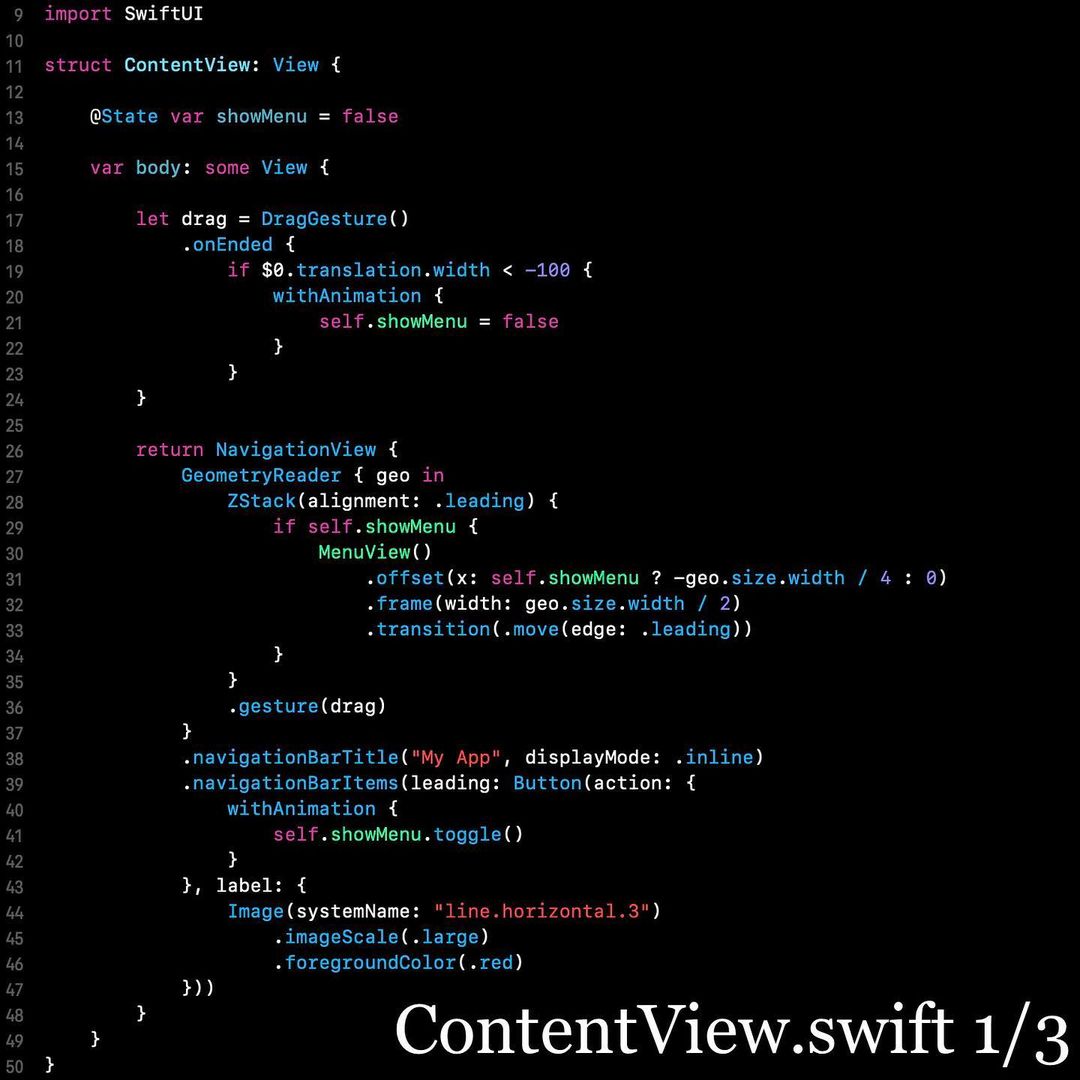 9 import SwiftUI
10
11 struct ContentView: View {
12
13     @State var showMenu = false
14
15     var body: some View {
16
17         let drag = DragGesture()
18             .onEnded {
19                 if $0.translation.width < -100 {
20                     withAnimation {
21                         self.showMenu = false
22                     }
23                 }
24         }
25
26         return NavigationView {
27             GeometryReader { geo in
28                 ZStack(alignment: .leading) {
29                     if self.showMenu {
30                         MenuView()
31                             .offset(x: self.showMenu ? -geo.size.width / 4 : 0)
32                             .frame(width: geo.size.width / 2)
33                             .transition(.move(edge: .leading))
34                     }
35                 }
36                 .gesture(drag)
37             }
38             .navigationBarTitle("My App", displayMode: .inline)
39             .navigationBarItems(leading: Button(action: {
40                 withAnimation {
41                     self.showMenu.toggle()
42                 }
43             }, label: {
44                 Image(systemName: "line.horizontal.3")
45                     .imageScale(.large)
46                     .foregroundColor(.red)
47             }))
48         }
49     }
50 }
ContentView.swift 1/3